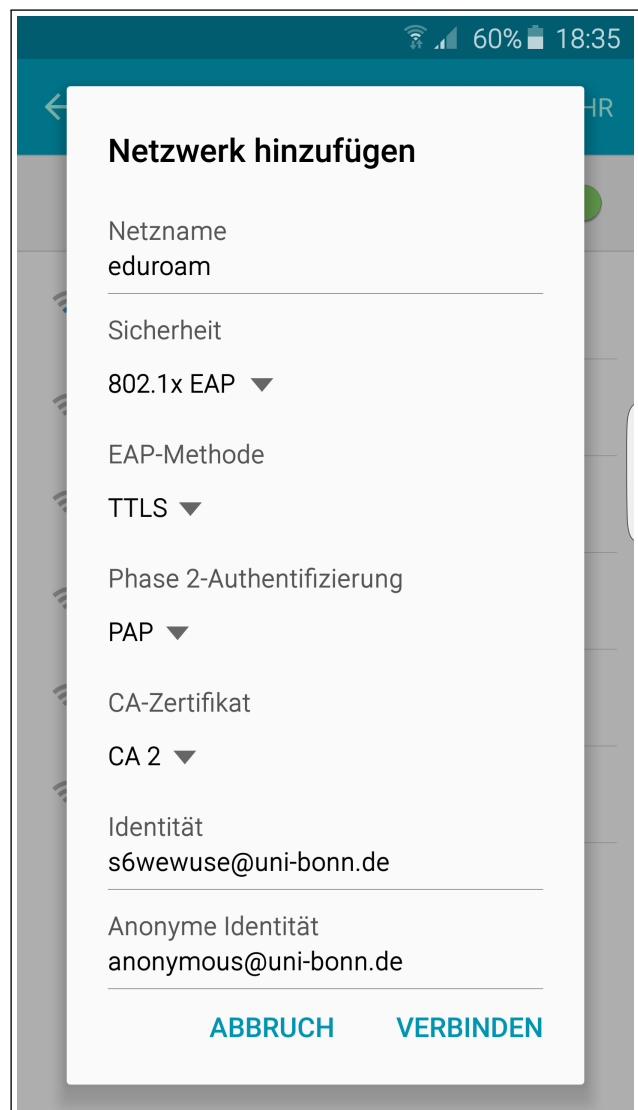 60% 18:35
HR
Netzwerk hinzufügen
Netzname
eduroam
Sicherheit
802.1x EAP
EAP-Methode
TTLS
Phase 2-Authentifizierung
PAP
CA-Zertifikat
CA 2
Identität
s6wewuse@uni-bonn.de
Anonyme Identität
anonymous@uni-bonn.de
ABBRUCH VERBINDEN